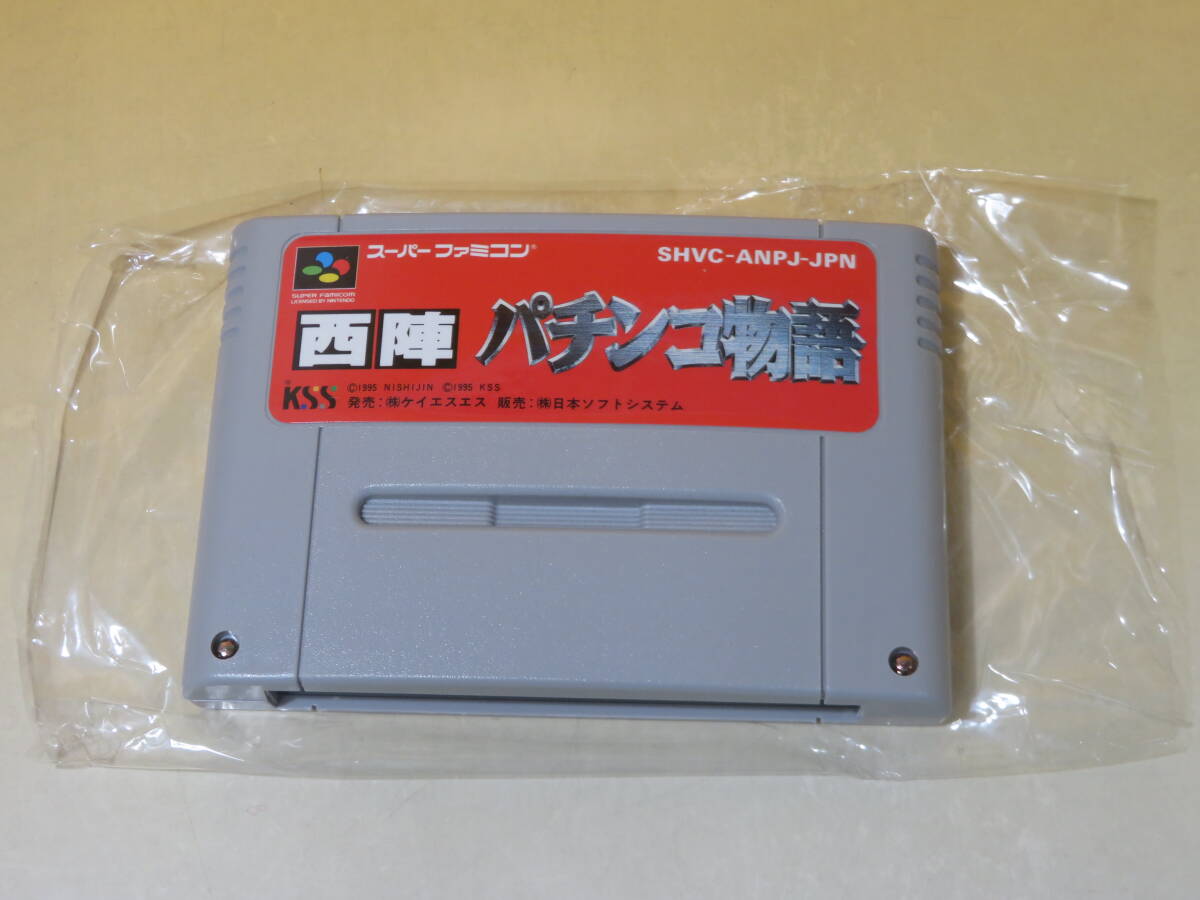 スーパーファミコン®
SHVC-ANPJ-JPN
SUPER FAMICOM
LICENSED BY NINTENDO
西陣 パチンコ物語
KSS
©1995 NISHIJIN ©1995 KSS
発売:㈱ケイエスエス 販売:㈱日本ソフトシステム